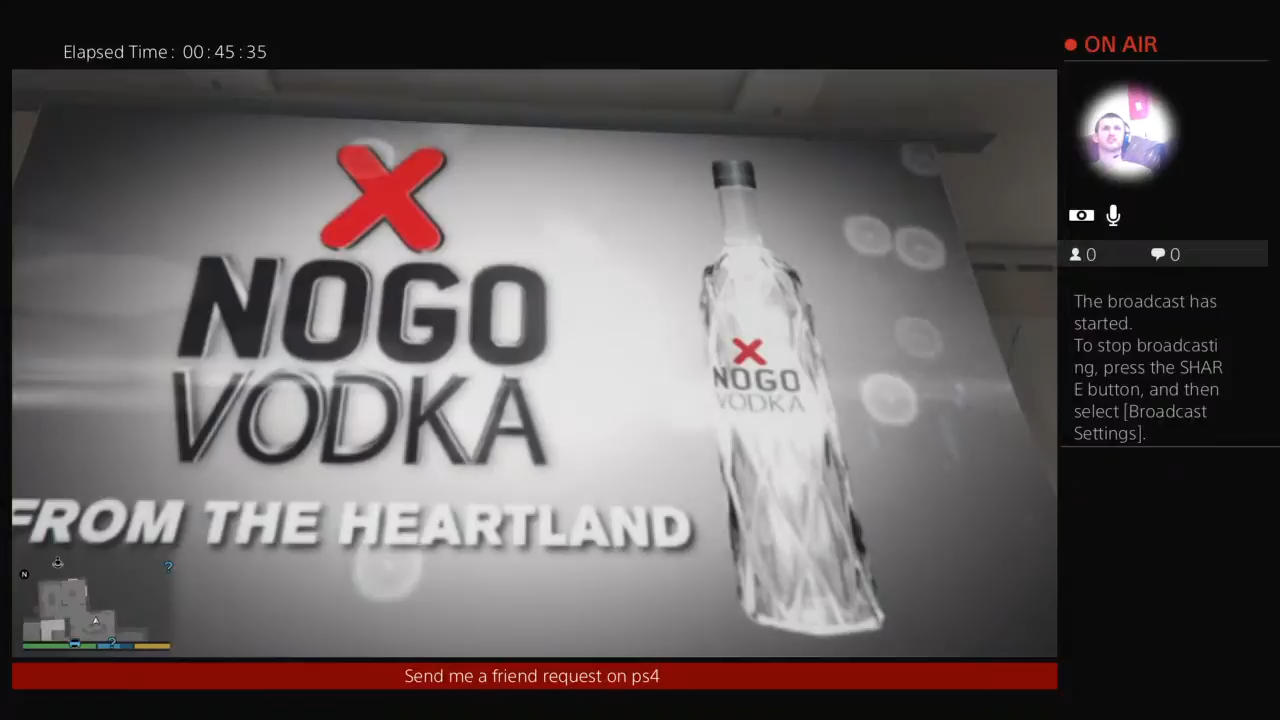 Elapsed Time: 00:45:35
ON AIR
NOGO
VODKA
FROM THE HEARTLAND
NOGO
VODKA
0
0
The broadcast has
started.
To stop broadcasti
ng, press the SHAR
E button, and then
select [Broadcast
Settings].
N
?
?
Send me a friend request on ps4